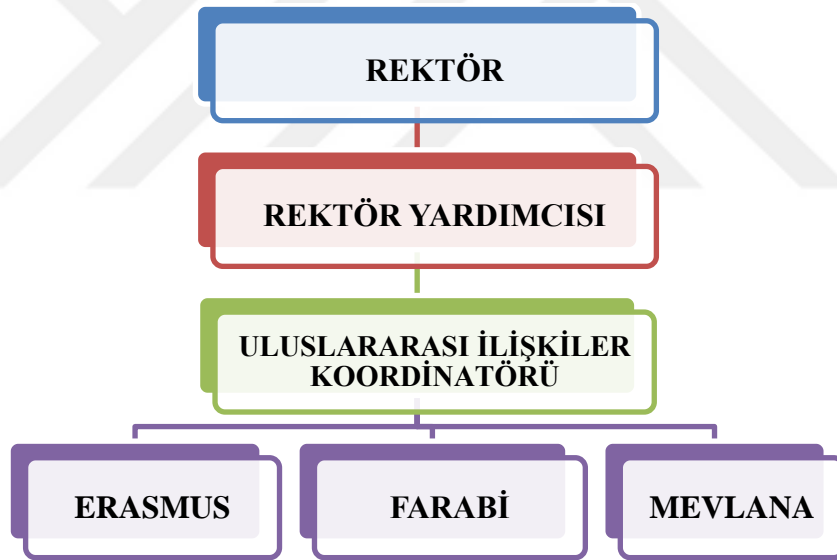 REKTÖR
REKTÖR YARDIMCISI
ULUSLARARASI İLİŞKİLER
KOORDİNATÖRÜ
ERASMUS
FARABİ
MEVLANA